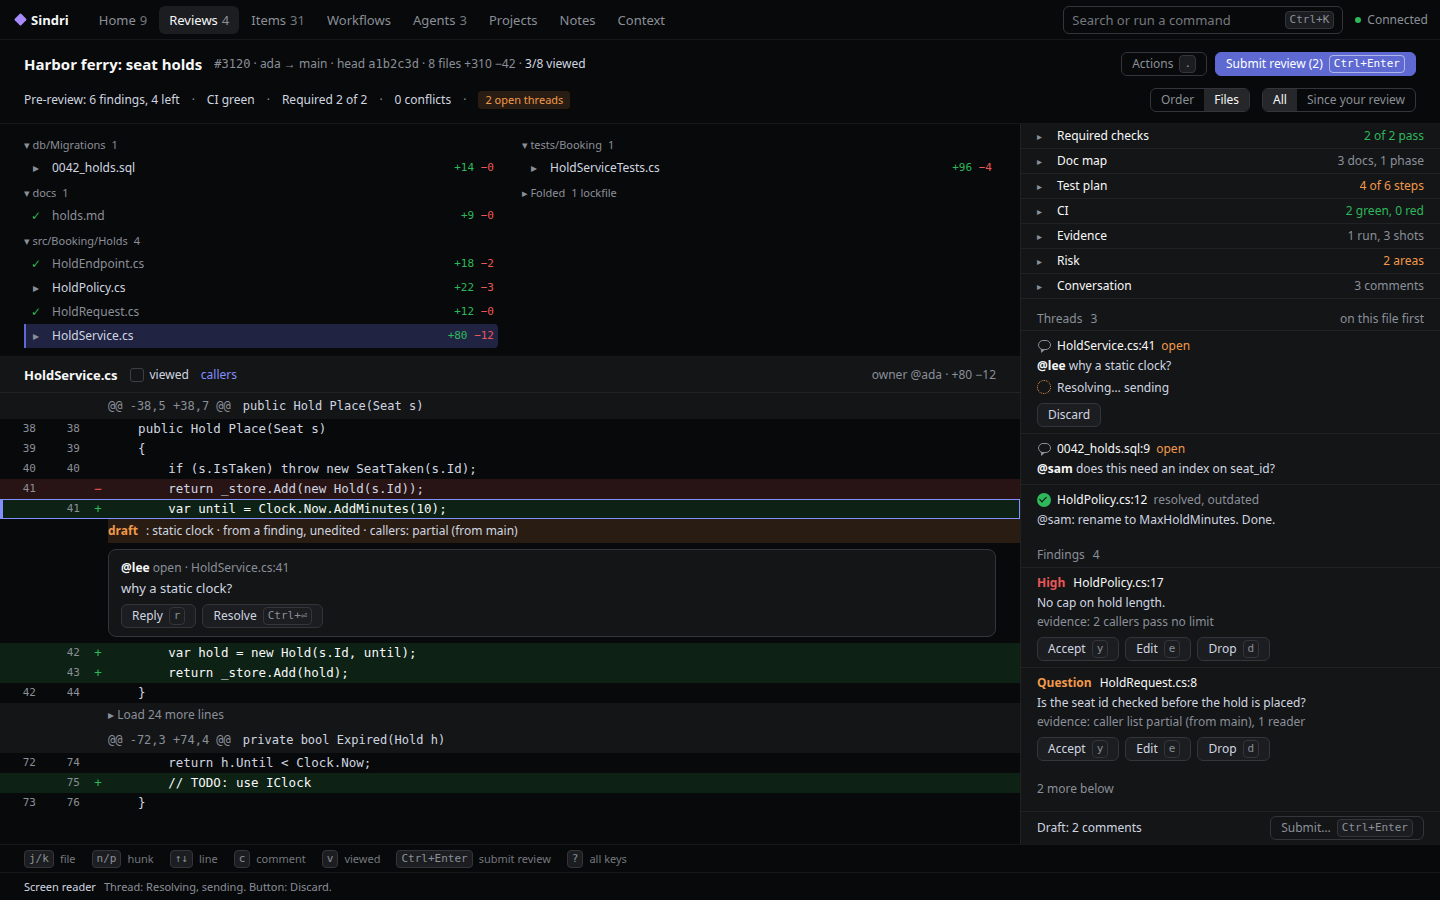 Sindri Home 9 Reviews 4 Items 31 Workflows Agents 3 Projects Notes Context Search or run a command Ctrl+K Connected
Harbor ferry: seat holds #3120 · ada → main · head a1b2c3d · 8 files +310 −42 · 3/8 viewed Actions . Submit review (2) Ctrl+Enter
Pre-review: 6 findings, 4 left · CI green · Required 2 of 2 · 0 conflicts · 2 open threads Order Files All Since your review
▾ db/Migrations 1
▸ 0042_holds.sql +14 −0
▾ docs 1
✓ holds.md +9 −0
▾ src/Booking/Holds 4
✓ HoldEndpoint.cs +18 −2
▸ HoldPolicy.cs +22 −3
✓ HoldRequest.cs +12 −0
▸ HoldService.cs +80 −12
▾ tests/Booking 1
▸ HoldServiceTests.cs +96 −4
▸ Folded 1 lockfile
HoldService.cs viewed callers owner @ada · +80 −12
@@ -38,5 +38,7 @@ public Hold Place(Seat s)
38 38 public Hold Place(Seat s)
39 39 {
40 40 if (s.IsTaken) throw new SeatTaken(s.Id);
41 − return _store.Add(new Hold(s.Id));
41 + var until = Clock.Now.AddMinutes(10);
draft : static clock · from a finding, unedited · callers: partial (from main)
@lee open · HoldService.cs:41
why a static clock?
Reply r Resolve Ctrl+⏎
42 + var hold = new Hold(s.Id, until);
43 + return _store.Add(hold);
42 44 }
▸ Load 24 more lines
@@ -72,3 +74,4 @@ private bool Expired(Hold h)
72 74 return h.Until < Clock.Now;
75 + // TODO: use IClock
73 76 }
▸ Required checks 2 of 2 pass
▸ Doc map 3 docs, 1 phase
▸ Test plan 4 of 6 steps
▸ CI 2 green, 0 red
▸ Evidence 1 run, 3 shots
▸ Risk 2 areas
▸ Conversation 3 comments
Threads 3 on this file first
HoldService.cs:41 open
@lee why a static clock?
Resolving... sending
Discard
0042_holds.sql:9 open
@sam does this need an index on seat_id?
HoldPolicy.cs:12 resolved, outdated
@sam: rename to MaxHoldMinutes. Done.
Findings 4
High HoldPolicy.cs:17
No cap on hold length.
evidence: 2 callers pass no limit
Accept y Edit e Drop d
Question HoldRequest.cs:8
Is the seat id checked before the hold is placed?
evidence: caller list partial (from main), 1 reader
Accept y Edit e Drop d
2 more below
Draft: 2 comments Submit... Ctrl+Enter
j/k file n/p hunk ↑↓ line c comment v viewed Ctrl+Enter submit review ? all keys
Screen reader Thread: Resolving, sending. Button: Discard.